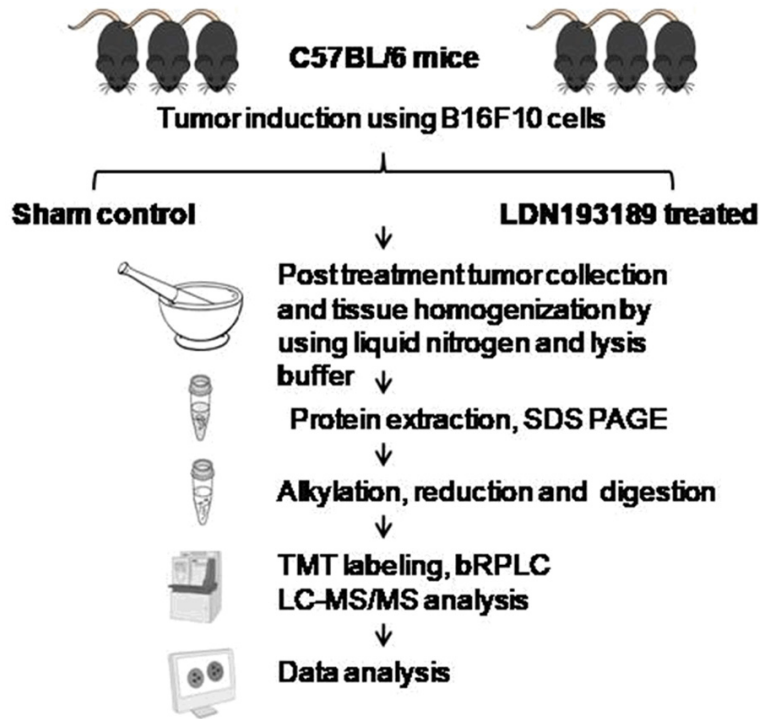 C57BL/6 mice
Tumor induction using B16F10 cells
Sham control
LDN193189 treated
Post treatment tumor collection
and tissue homogenization by
using liquid nitrogen and lysis
buffer
Protein extraction, SDS PAGE
Alkylation, reduction and digestion
TMT labeling, bRPLC
LC-MS/MS analysis
Data analysis